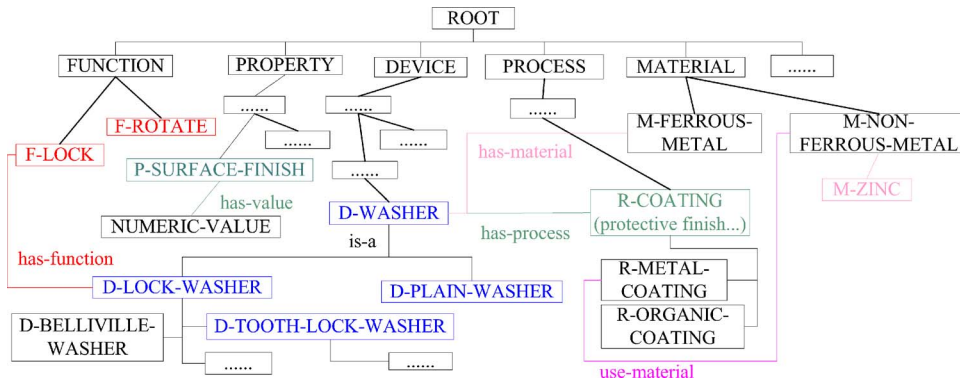 ROOT
FUNCTION
PROPERTY
DEVICE
PROCESS
MATERIAL
......
......
......
......
F-ROTATE
M-FERROUS-
METAL
M-NON-
FERROUS-METAL
......
......
F-LOCK
has-material
P-SURFACE-FINISH
......
M-ZINC
has-value
R-COATING
(protective finish...)
D-WASHER
NUMERIC-VALUE
has-process
is-a
has-function
R-METAL-
COATING
D-LOCK-WASHER
D-PLAIN-WASHER
R-ORGANIC-
COATING
D-BELLIVILLE-
WASHER
D-TOOTH-LOCK-WASHER
......
......
use-material